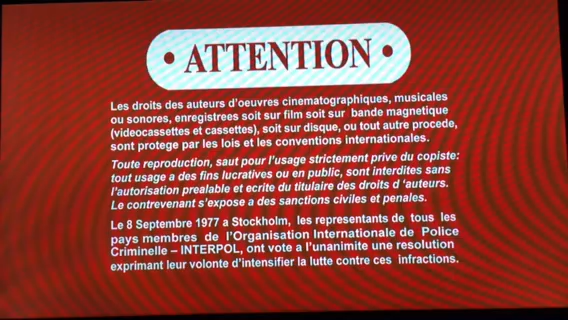 • ATTENTION •
Les droits des auteurs d'oeuvres cinematographiques, musicales
ou sonores, enregistrees soit sur film soit sur bande magnetique
(videocassettes et cassettes), soit sur disque, ou tout autre procede,
sont protege par les lois et les conventions internationales.
Toute reproduction, saut pour l'usage strictement prive du copiste:
tout usage a des fins lucratives ou en public, sont interdites sans
l'autorisation prealable et ecrite du titulaire des droits d 'auteurs.
Le contrevenant s'expose a des sanctions civiles et penales.
Le 8 Septembre 1977 a Stockholm, les representants de tous les
pays membres de l'Organisation Internationale de Police
Criminelle – INTERPOL, ont vote a l'unanimite une resolution
exprimant leur volonte d'intensifier la lutte contre ces infractions.